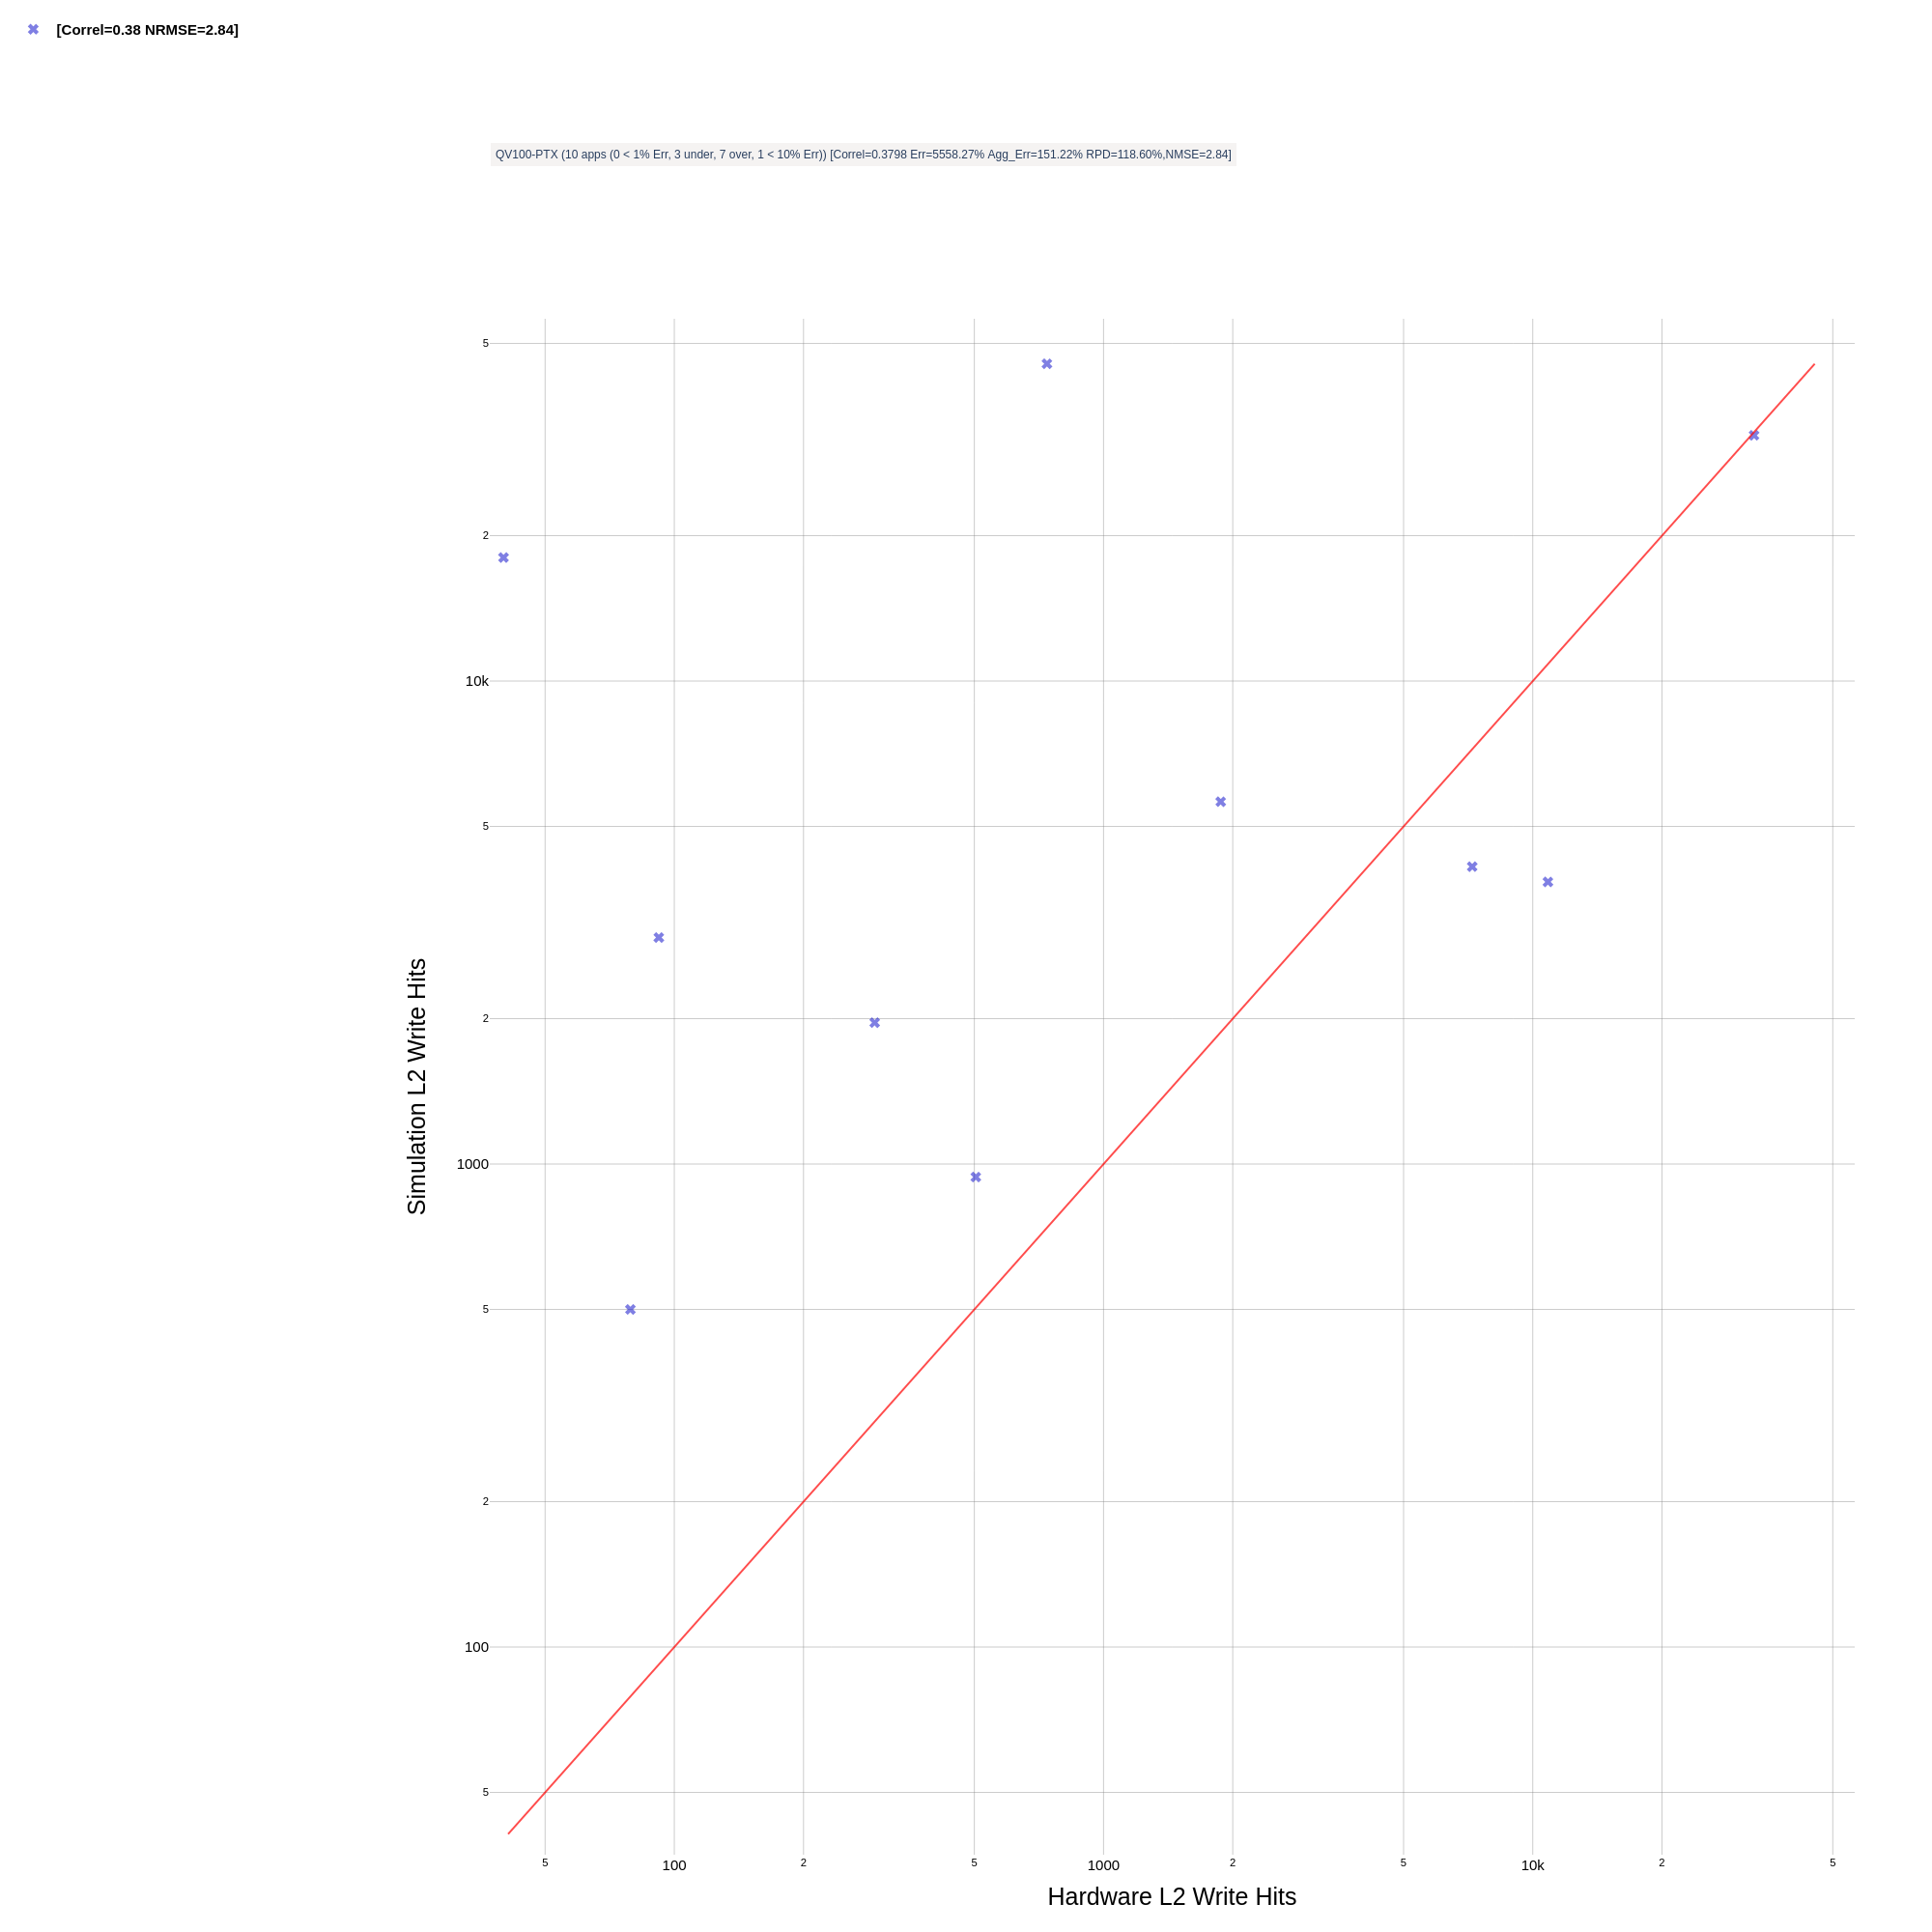 [Correl=0.38 NRMSE=2.84]
QV100-PTX (10 apps (0 < 1% Err, 3 under, 7 over, 1 < 10% Err)) [Correl=0.3798 Err=5558.27% Agg_Err=151.22% RPD=118.60%,NMSE=2.84]
5
2
10k
5
2
1000
5
2
100
5
Simulation L2 Write Hits
5 100 2 5 1000 2 5 10k 2 5
Hardware L2 Write Hits